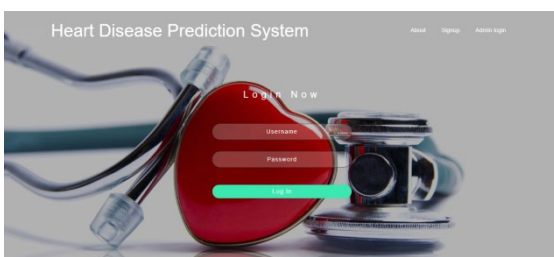 Heart Disease Prediction System
About Signup Admin login
Login Now
Username
Password
Log In